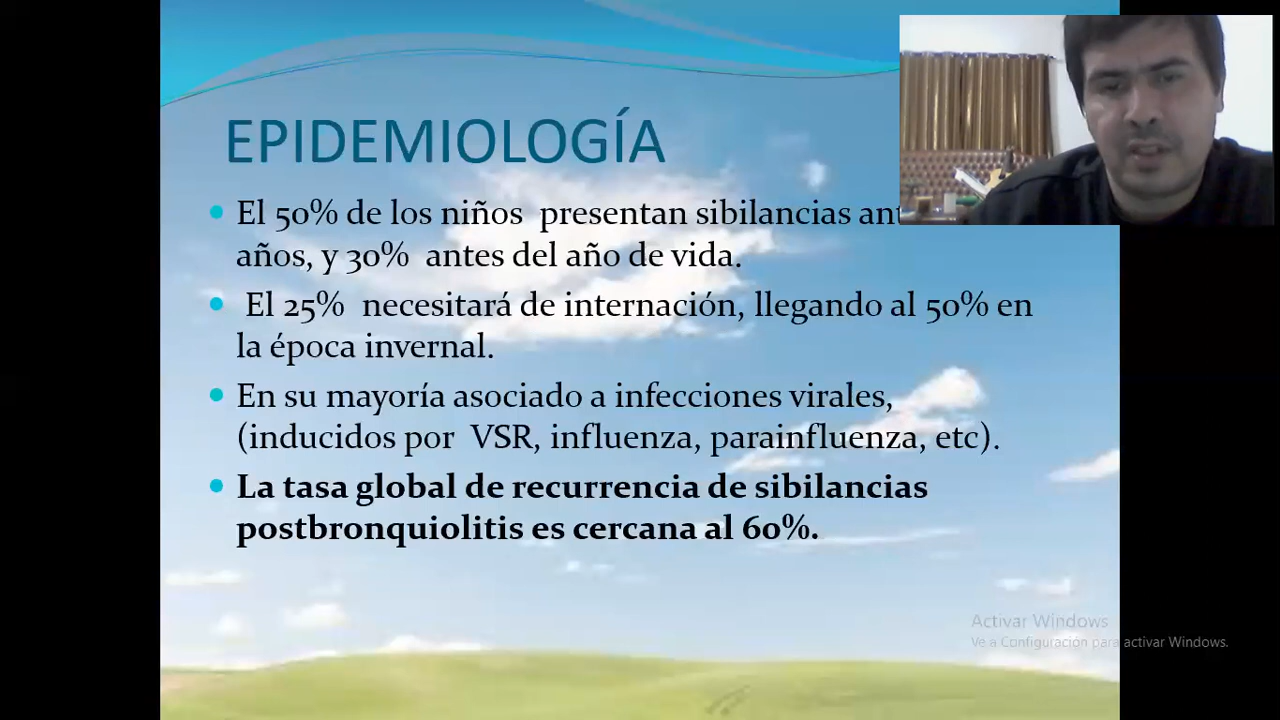 EPIDEMIOLOGÍA
El 50% de los niños presentan sibilancias
años, y 30% antes del año de vida.
El 25% necesitará de internación, llegando al 50% en
la época invernal.
En su mayoría asociado a infecciones virales,
(inducidos por VSR, influenza, parainfluenza, etc).
La tasa global de recurrencia de sibilancias
postbronquiolitis es cercana al 60%.
Activar Windows
Ve a Configuración para activar Windows.